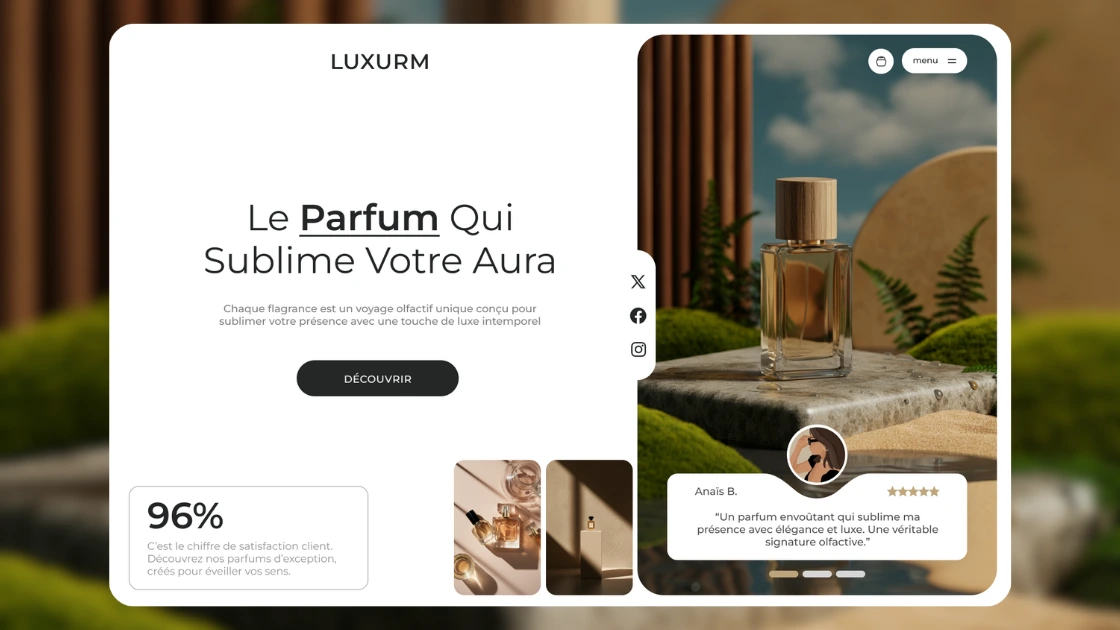 LUXURM
menu
Le Parfum Qui
Sublime Votre Aura
Chaque flagrance est un voyage olfactif unique conçu pour
sublimer votre présence avec une touche de luxe intemporel
DÉCOUVRIR
96%
C'est le chiffre de satisfaction client.
Découvrez nos parfums d'exception,
créés pour éveiller vos sens.
Anaïs B.
“Un parfum envoûtant qui sublime ma
présence avec élégance et luxe. Une véritable
signature olfactive.”